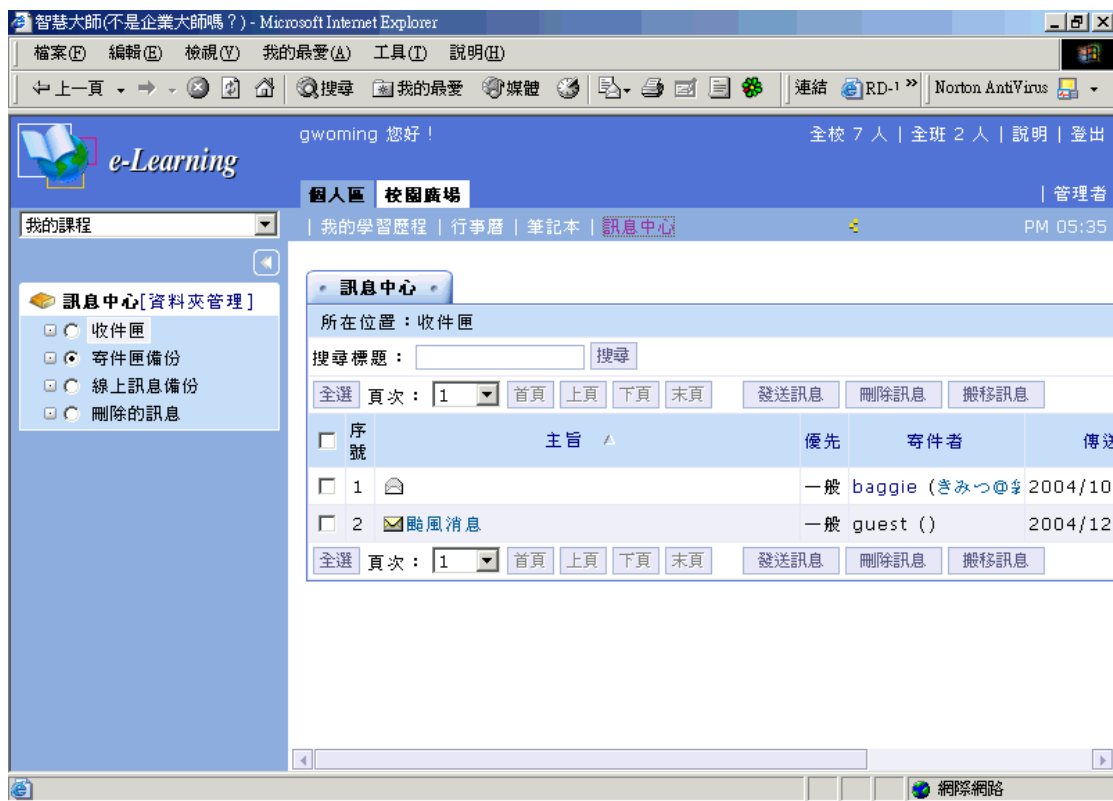 智慧大師(不是企業大師嗎？) - Microsoft Internet Explorer
檔案(F) 編輯(E) 檢視(V) 我的最愛(A) 工具(T) 說明(H)
上一頁 搜尋 我的最愛 媒體 連結 RD-1 » Norton AntiVirus
e-Learning
gwoming 您好！ 全校 7 人 | 全班 2 人 | 說明 | 登出
個人區 校園廣場 | 管理者
我的課程 | 我的學習歷程 | 行事曆 | 筆記本 | 訊息中心 PM 05:35
訊息中心[資料夾管理]
收件匣
寄件匣備份
線上訊息備份
刪除的訊息
訊息中心
所在位置：收件匣
搜尋標題： 搜尋
全選 頁次： 1 首頁 上頁 下頁 末頁 發送訊息 刪除訊息 搬移訊息
序號 主旨 優先 寄件者 傳送
1 一般 baggie (きみつ@ 2004/10
2 颱風消息 一般 guest () 2004/12
全選 頁次： 1 首頁 上頁 下頁 末頁 發送訊息 刪除訊息 搬移訊息
網際網路